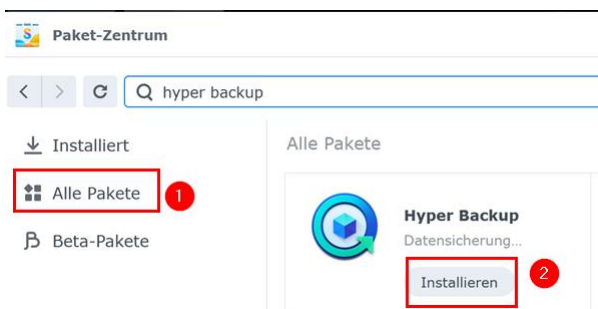 Paket-Zentrum
hyper backup
Installiert
Alle Pakete
Alle Pakete
1
Beta-Pakete
Hyper Backup
Datensicherung...
Installieren
2